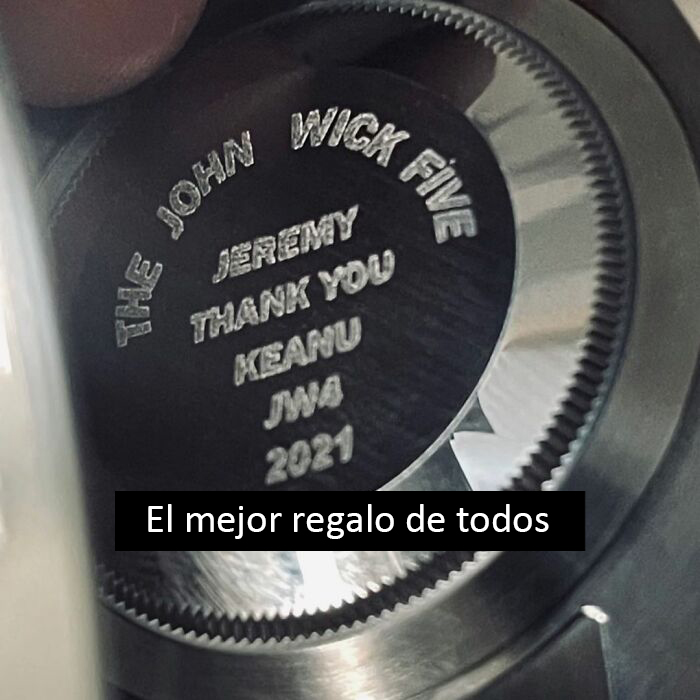 THE JOHN WICK FIVE
JEREMY
THANK YOU
KEANU
JW4
2021
El mejor regalo de todos